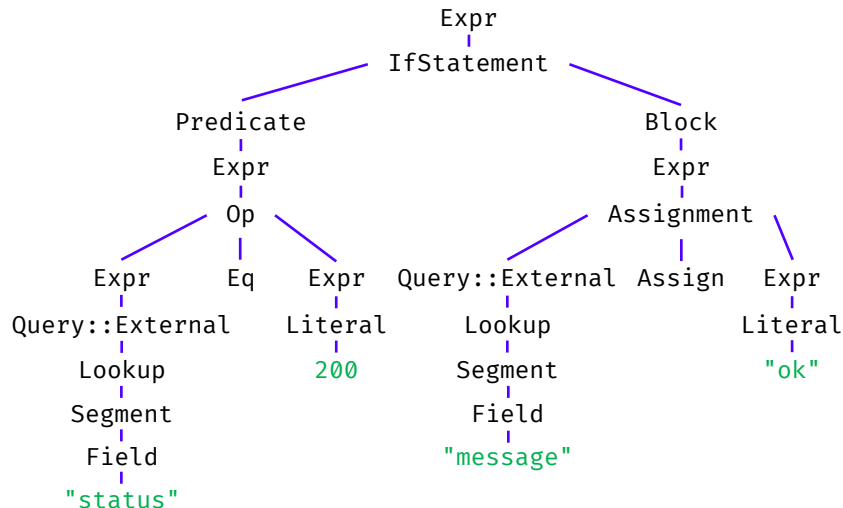 Expr
IfStatement
Predicate Block
Expr Expr
Op Assignment
Expr Eq Expr Query::External Assign Expr
Query::External Literal Lookup Literal
Lookup 200 Segment "ok"
Segment Field
Field "message"
"status"